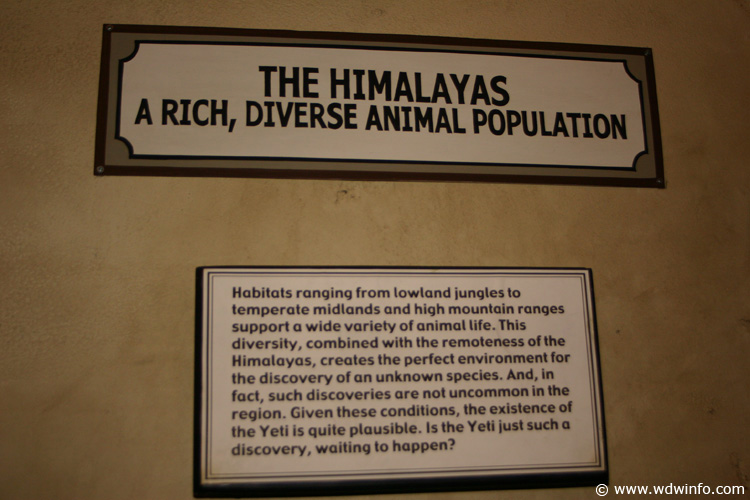 THE HIMALAYAS
A RICH, DIVERSE ANIMAL POPULATION
Habitats ranging from lowland jungles to
temperate midlands and high mountain ranges
support a wide variety of animal life. This
diversity, combined with the remoteness of the
Himalayas, creates the perfect environment for
the discovery of an unknown species. And, in
fact, such discoveries are not uncommon in the
region. Given these conditions, the existence of
the Yeti is quite plausible. Is the Yeti just such a
discovery, waiting to happen?
© www.wdwinfo.com